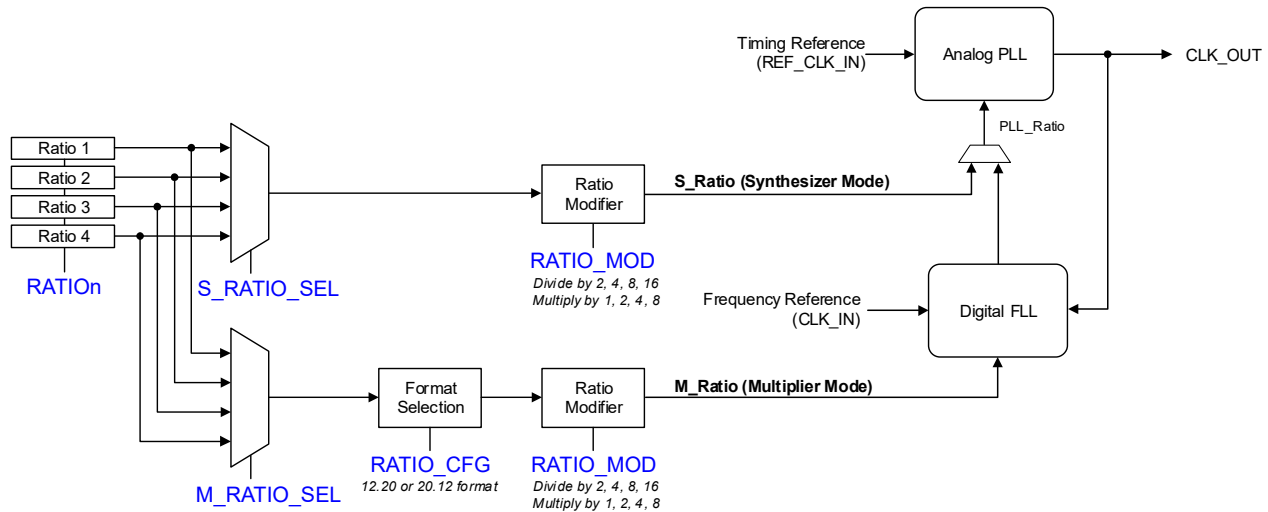 Timing Reference
(REF_CLK_IN)
Analog PLL
CLK_OUT
PLL_Ratio
Ratio 1
Ratio 2
Ratio 3
Ratio 4
RATIOn
S_RATIO_SEL
Ratio
Modifier
S_Ratio (Synthesizer Mode)
RATIO_MOD
Divide by 2, 4, 8, 16
Multiply by 1, 2, 4, 8
Frequency Reference
(CLK_IN)
Digital FLL
M_RATIO_SEL
Format
Selection
RATIO_CFG
12.20 or 20.12 format
Ratio
Modifier
M_Ratio (Multiplier Mode)
RATIO_MOD
Divide by 2, 4, 8, 16
Multiply by 1, 2, 4, 8